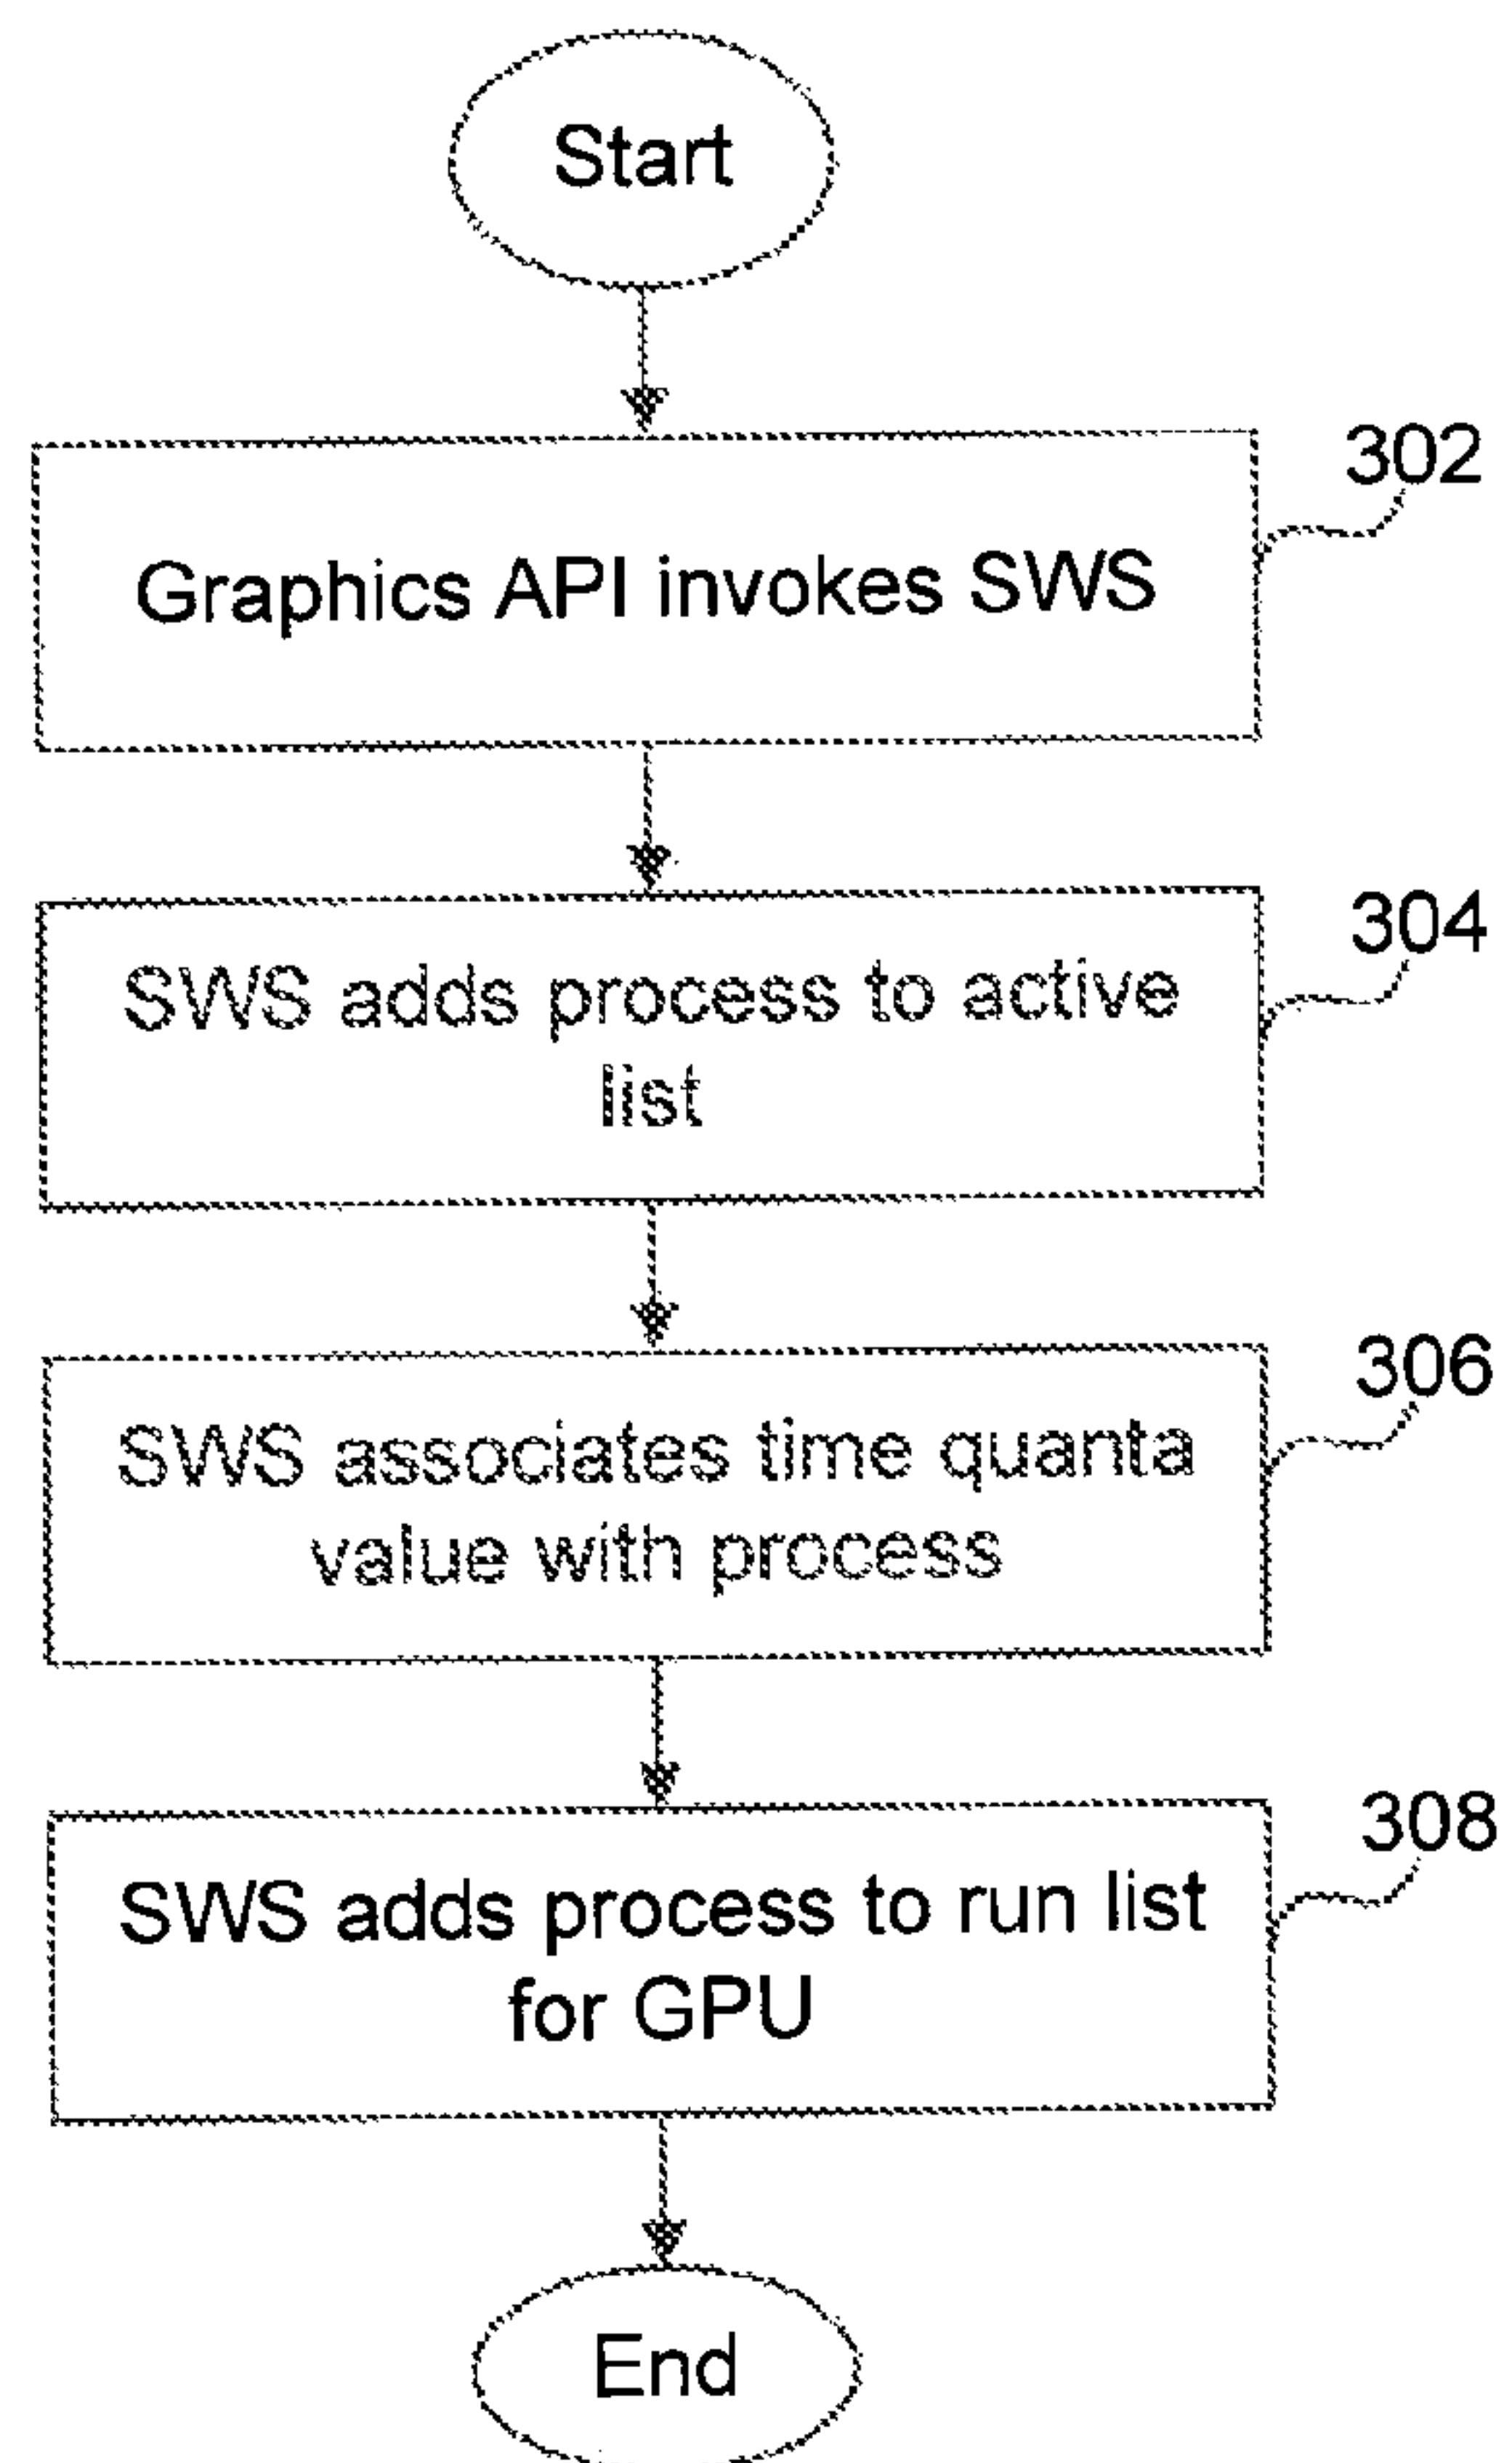 Start
302
Graphics API invokes SWS
304
SWS adds process to active
list
306
SWS associates time quanta
value with process
308
SWS adds process to run list
for GPU
End